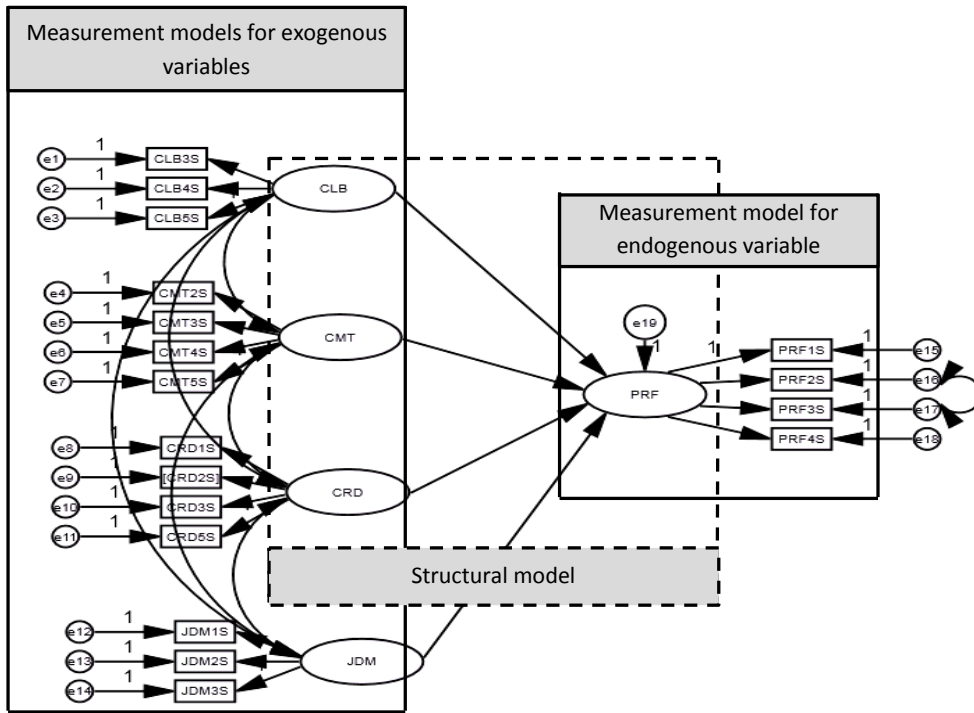 Measurement models for exogenous
variables
e1 1 CLB3S
e2 1 CLB4S
e3 1 CLB5S
CLB
1
e4 1 CMT2S
e5 1 CMT3S
e6 1 CMT4S
e7 1 CMT5S
CMT
e8 1 CRD1S
e9 1 [CRD2S]
e10 1 CRD3S
e11 1 CRD5S
CRD
e12 1 JDM1S
e13 1 JDM2S
e14 1 JDM3S
JDM
Structural model
Measurement model for
endogenous variable
e19
1
PRF
1
PRF1S 1 e15
PRF2S 1 e16
PRF3S 1 e17
PRF4S 1 e18